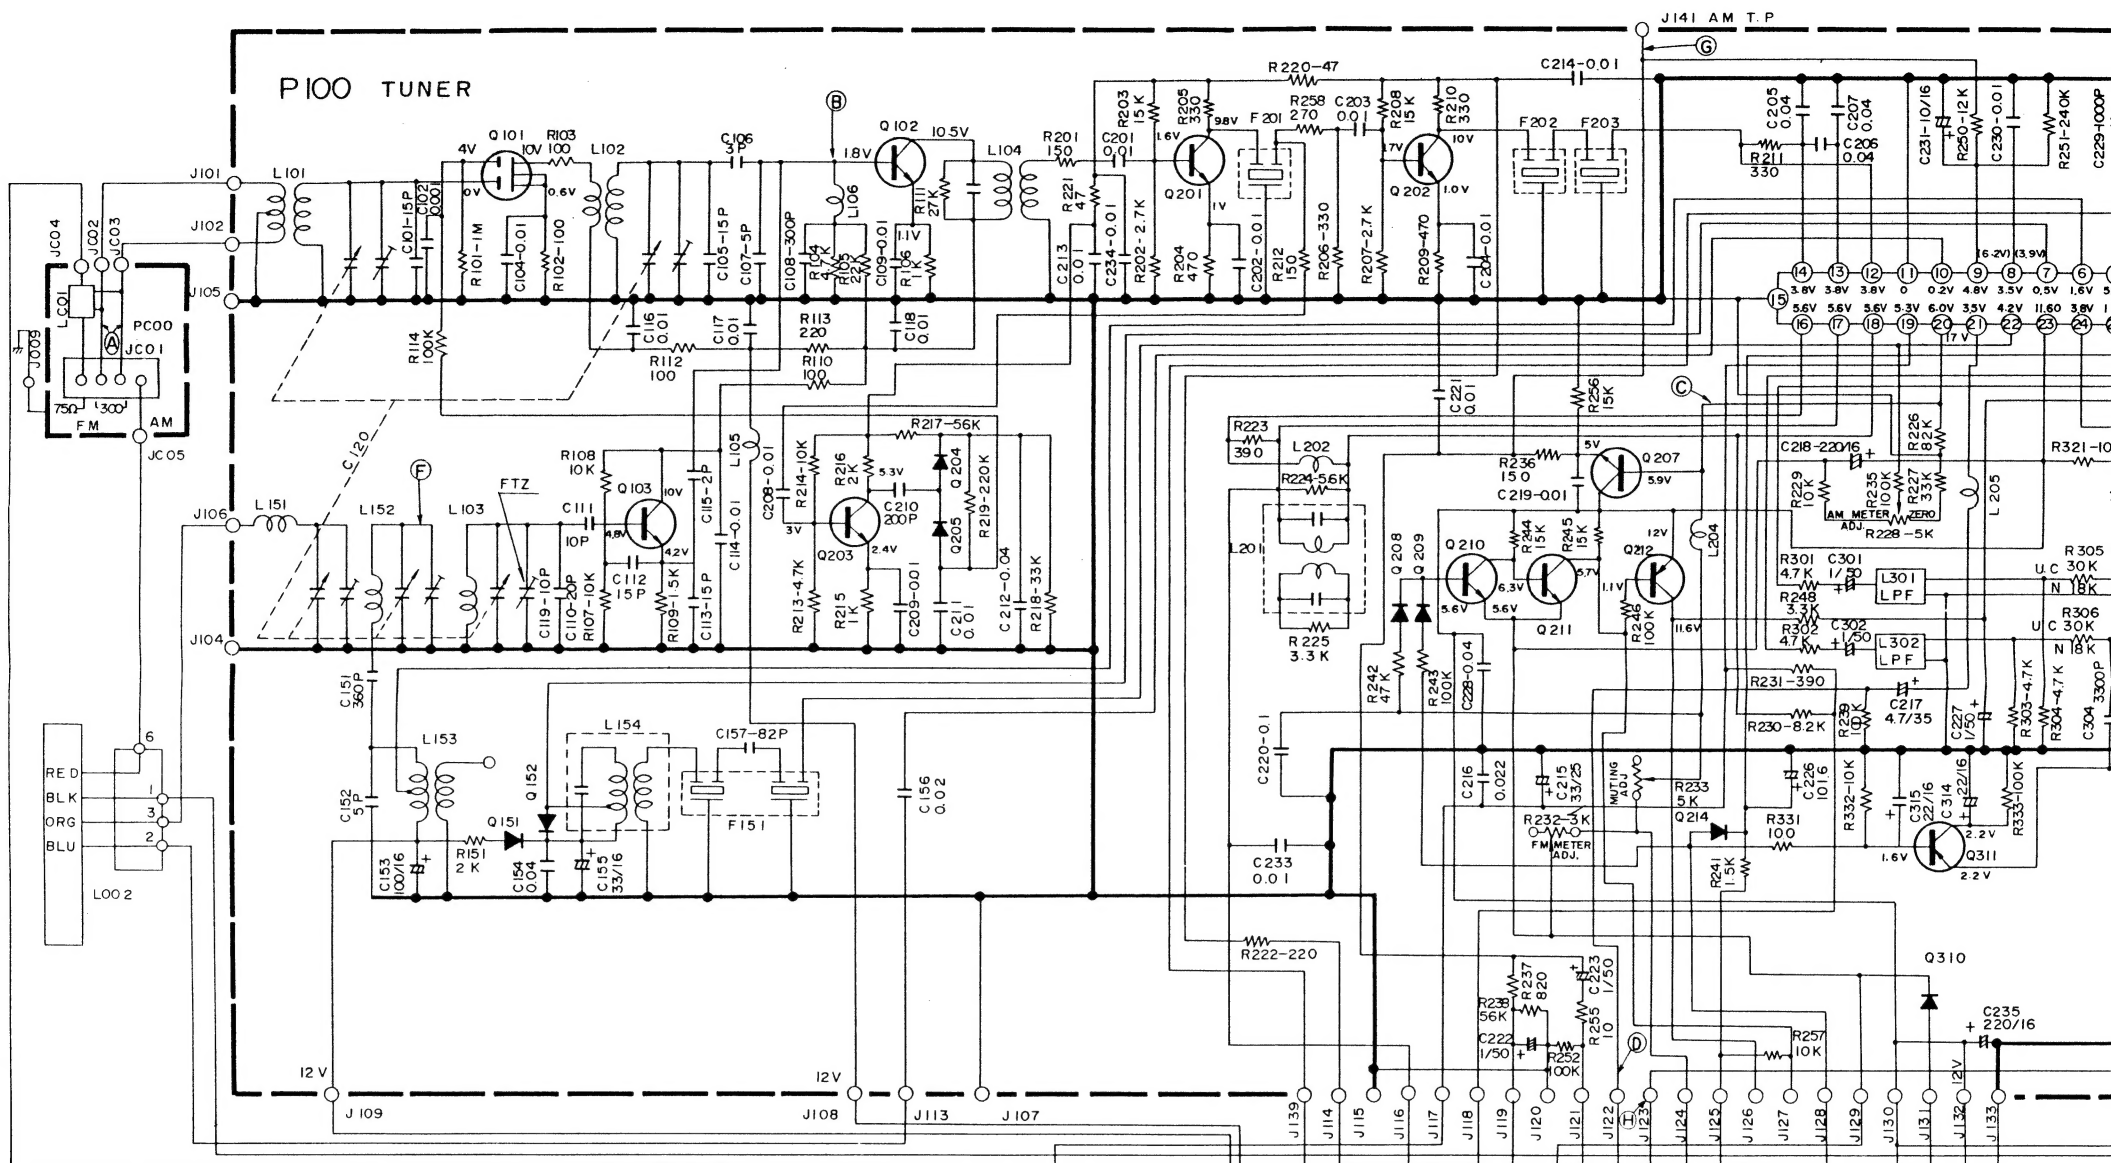 J141 AM T.P
G
P100 TUNER
B
Q101
4V
10V
R103
100
0V
0.6V
L102
C106
3P
1.8V
Q102
10.5V
L104
R201
150
C201
0.01
R203
15K
R205
330
1.6V
9.8V
Q201
1V
F201
R220-47
R258
270
C203
0.01
R208
15K
R210
330
1.7V
10V
Q202
1.0V
C214-0.01
F202
F203
R211
330
C205
0.04
C207
0.04
C206
0.04
C231-10/16
R250-12K
C230-0.01
R251-240K
C229-1000P
J101
L101
J102
J105
C101-15P
C102
0.001
R101-1M
C104-0.01
R102-100
C105-15P
C107-5P
C108-300P
R104
R105
22K
L106
C109-0.01
R106
1K
1.1V
R111
27K
R221
47
C213
0.01
C234-0.01
R202-2.7K
R204
470
C202-0.01
R212
150
R206-330
R207-2.7K
R209-470
C204-0.01
JC04
JC02
JC03
LC01
A
PC00
JC01
J009
75Ω
300
FM
AM
JC05
R114
100K
C116
0.01
R112
100
C117
0.01
R113
220
R110
100
C118
0.01
(6.2V)
(3.9V)
14
13
12
11
10
9
8
7
6
3.8V
3.8V
3.8V
0
0.2V
4.8V
3.5V
0.5V
1.6V
15
5.6V
5.6V
5.6V
5.3V
6.0V
3.5V
4.2V
11.60
3.8V
16
17
18
19
20
21
22
23
24
17V
C120
F
FTZ
J106
L151
L152
L103
C111
10P
R108
10K
Q103
10V
4.8V
4.2V
C112
15P
C119-10P
C110-20P
R107-10K
R109-1.5K
C113-15P
C115-2P
C114-0.01
L105
C208-0.01
R214-10K
R216
2K
R217-56K
5.3V
3V
Q203
2.4V
C210
200P
Q204
Q205
R219-220K
R213-4.7K
R215
1K
C209-0.01
C211
0.01
C212-0.04
R218-33K
J104
C221
0.01
R256
15K
C
R223
390
L202
R224-5.6K
L201
R225
3.3K
R236
150
C219-0.01
5V
Q207
5.9V
Q208
Q209
Q210
R244
15K
R245
15K
6.3V
5.7V
5.6V
5.6V
Q211
Q212
12V
1.1V
11.6V
R246
100K
L204
R242
47K
R243
100K
C228-0.04
C218-220/16
R226
82K
R229
10K
R235
100K
R227
33K
AM METER
ADJ.
ZERO
R228-5K
L205
R321-10
R301
4.7K
C301
1/50
L301
LPF
R248
3.3K
R302
4.7K
C302
1/50
L302
LPF
R305
U C 30K
N 18K
R306
U C 30K
N 18K
R231-390
R230-8.2K
R239
C217
4.7/35
C227
1/50
R303-4.7K
R304-4.7K
C304
3300P
C151
360P
L153
C152
5P
RED
BLK
ORG
BLU
6
1
3
2
L002
C153
100/16
R151
2K
Q151
Q152
C154
0.04
C155
33/16
L154
C157-82P
F151
C156
0.02
C220-0.1
C233
0.01
C216
0.022
C215
33/25
MUTING
ADJ
R232-3K
FM METER
ADJ.
R233
5K
Q214
R241
1.5K
C226
R331
100
R332-10K
C315
22/16
C314
22/16
R333-100K
2.2V
1.6V
Q311
2.2V
R222-220
R238
56K
R237
820
C223
1/50
R255
10
C222
1/50
R252
100K
D
R257
10K
Q310
C235
220/16
12V
12V
12V
J109
J108
J113
J107
J139
J114
J115
J116
J117
J118
J119
J120
J121
J122
H
J123
J124
J125
J126
J127
J128
J129
J130
J131
J132
J133